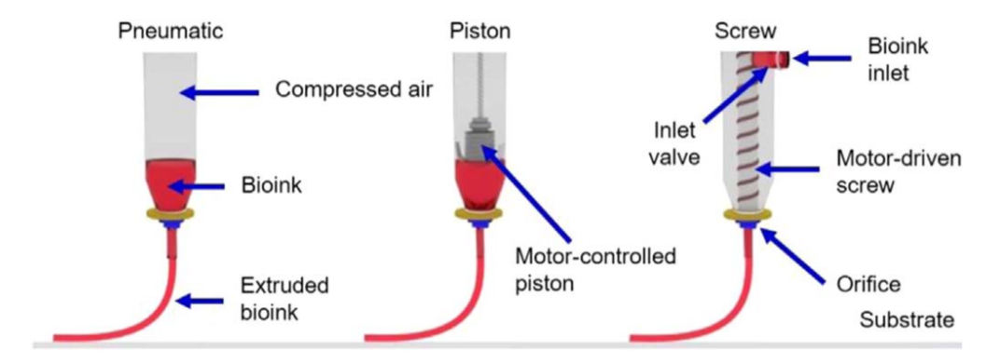 Pneumatic
Compressed air
Bioink
Extruded
bioink
Piston
Motor-controlled
piston
Screw
Bioink
inlet
Inlet
valve
Motor-driven
screw
Orifice
Substrate